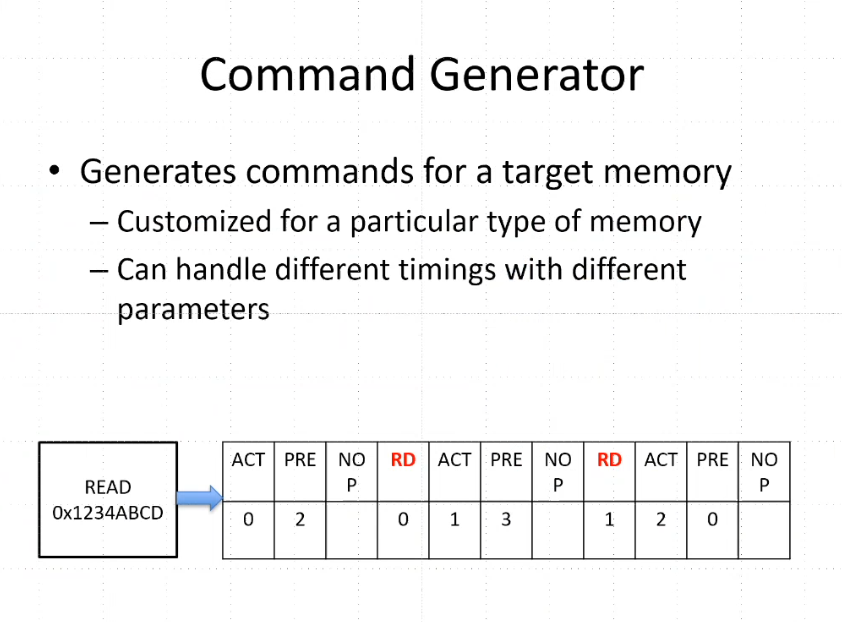 Command Generator
• Generates commands for a target memory
– Customized for a particular type of memory
– Can handle different timings with different
parameters
READ
0x1234ABCD
ACT PRE NO RD ACT PRE NO RD ACT PRE NO
P P P
0 2 0 1 3 1 2 0